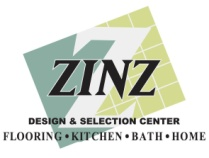 ZINZ
DESIGN & SELECTION CENTER
FLOORING • KITCHEN • BATH • HOME